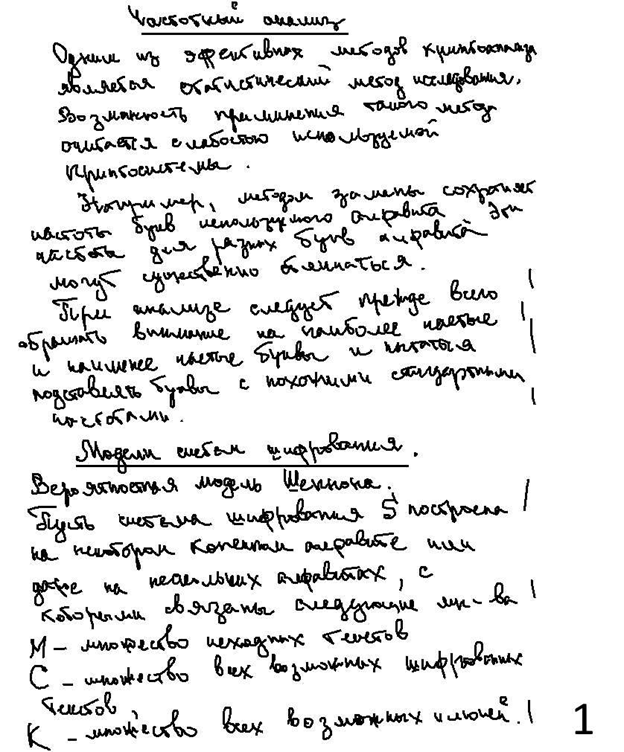 Частотный анализ
Одним из эффективных методов криптоанализа
является статистический метод исследования.
Возможность применения такого метода
считается слабостью используемой
криптосистемы.
Например, методом замены сохраняет
частоты букв используемого алфавита. Эти
частоты для разных букв алфавита
могут существенно отличаться.
При анализе следует прежде всего
обращать внимание на наиболее частые
и наименее частые буквы и пытаться
подставлять буквы с похожими стандартными
частотами.
Модели систем шифрования.
Вероятностная модель Шеннона.
Пусть система шифрования S построена
на некотором конечном алфавите или
даже на нескольких алфавитах, с
которыми связаны следующие мн-ва
М – множество исходных текстов
С – множество всех возможных шифрованных
текстов,
К – множество всех возможных ключей.
1